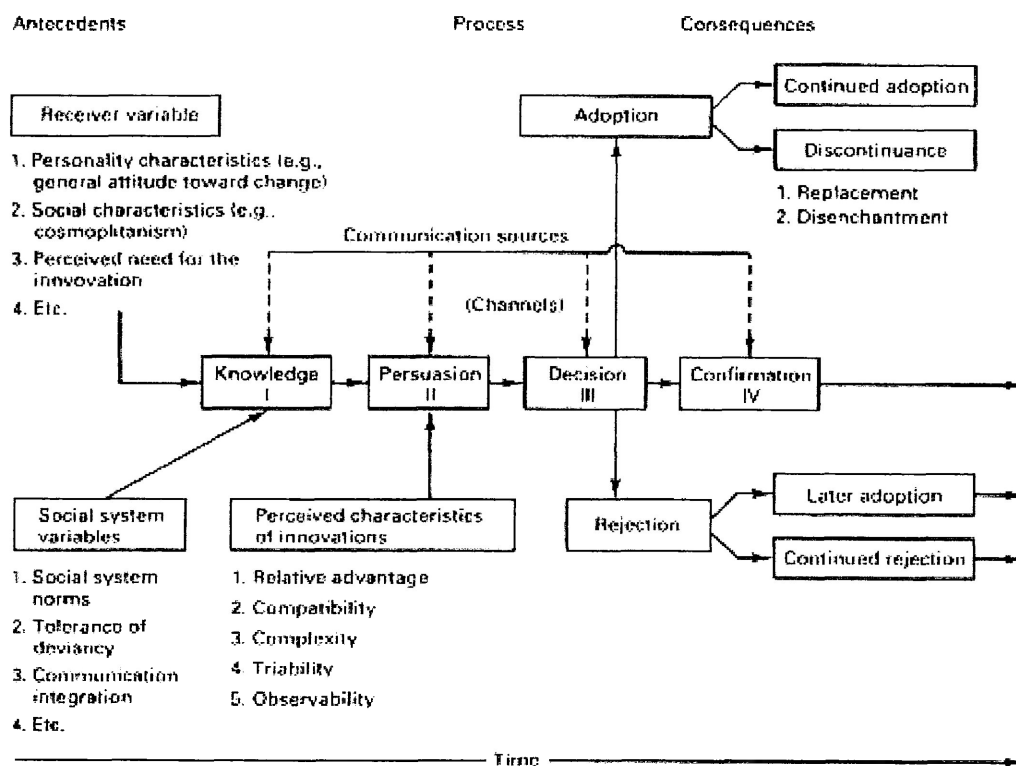 Antecedents
Process
Consequences
Receiver variable
1. Personality characteristics (e.g.,
general attitude toward change)
2. Social characteristics (e.g.,
cosmoplitanism)
3. Perceived need for the
innvovation
4. Etc.
Adoption
Continued adoption
Discontinuance
1. Replacement
2. Disenchantment
Communication sources
(Channels)
Knowledge
I
Persuasion
II
Decision
III
Confirmation
IV
Social system
variables
1. Social system
norms
2. Tolerance of
deviancy
3. Communication
integration
4. Etc.
Perceived characteristics
of innovations
1. Relative advantage
2. Compatibility
3. Complexity
4. Triability
5. Observability
Rejection
Later adoption
Continued rejection
Time